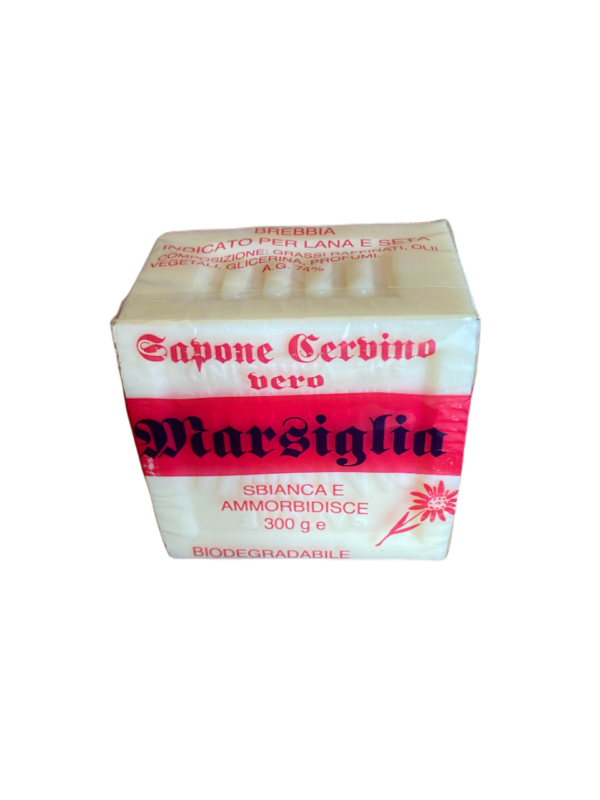 BREBBIA
INDICATO PER LANA E SETA
COMPOSIZIONE: GRASSI RAFFINATI, OLII
VEGETALI, GLICERINA, PROFUMI.
A.G. 74%
Sapone Cervino
vero
Marsiglia
SBIANCA E
AMMORBIDISCE
300 g e
BIODEGRADABILE